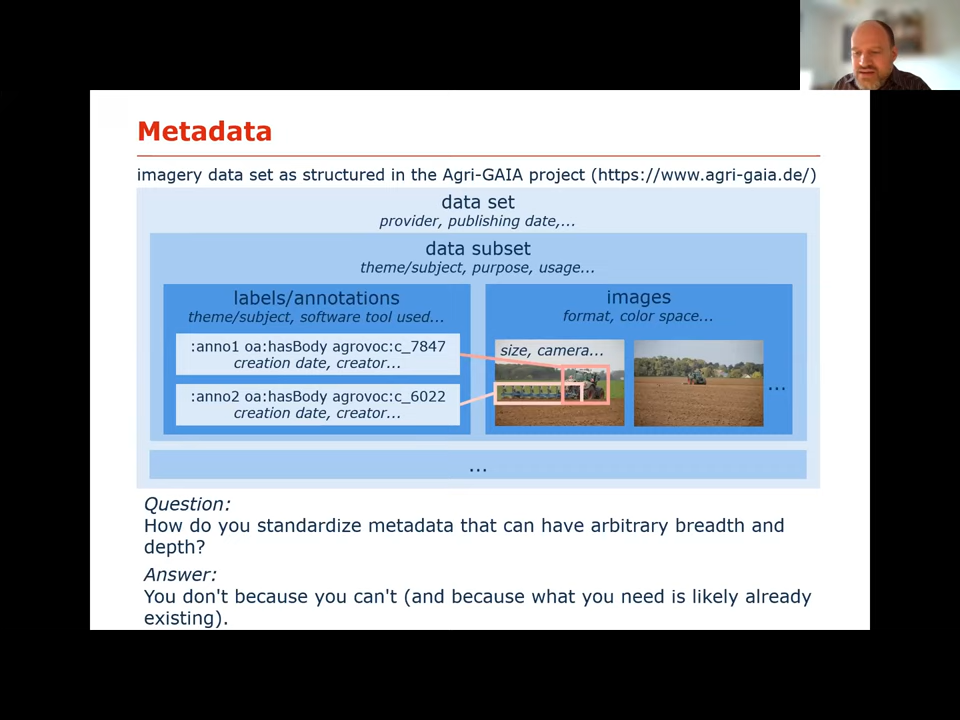 Metadata
imagery data set as structured in the Agri-GAIA project (https://www.agri-gaia.de/)
data set
provider, publishing date,...
data subset
theme/subject, purpose, usage...
labels/annotations
theme/subject, software tool used...
:anno1 oa:hasBody agrovoc:c_7847
creation date, creator...
:anno2 oa:hasBody agrovoc:c_6022
creation date, creator...
images
format, color space...
size, camera...
...
...
Question:
How do you standardize metadata that can have arbitrary breadth and
depth?
Answer:
You don't because you can't (and because what you need is likely already
existing).